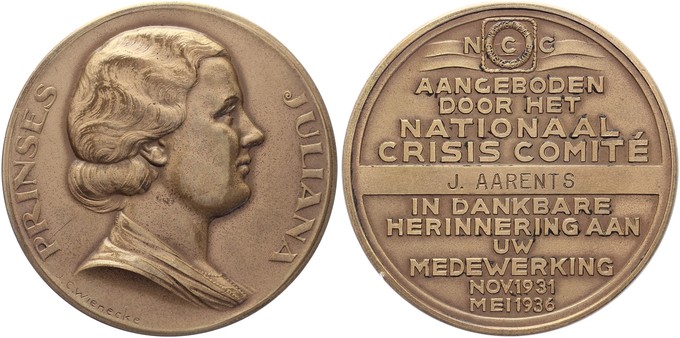 PRINSES
JULIANA
C. WIENECKE
N C C
AANGEBODEN
DOOR HET
NATIONAAL
CRISIS COMITÉ
J. AARENTS
IN DANKBARE
HERINNERING AAN
UW
MEDEWERKING
NOV. 1931
MEI 1936